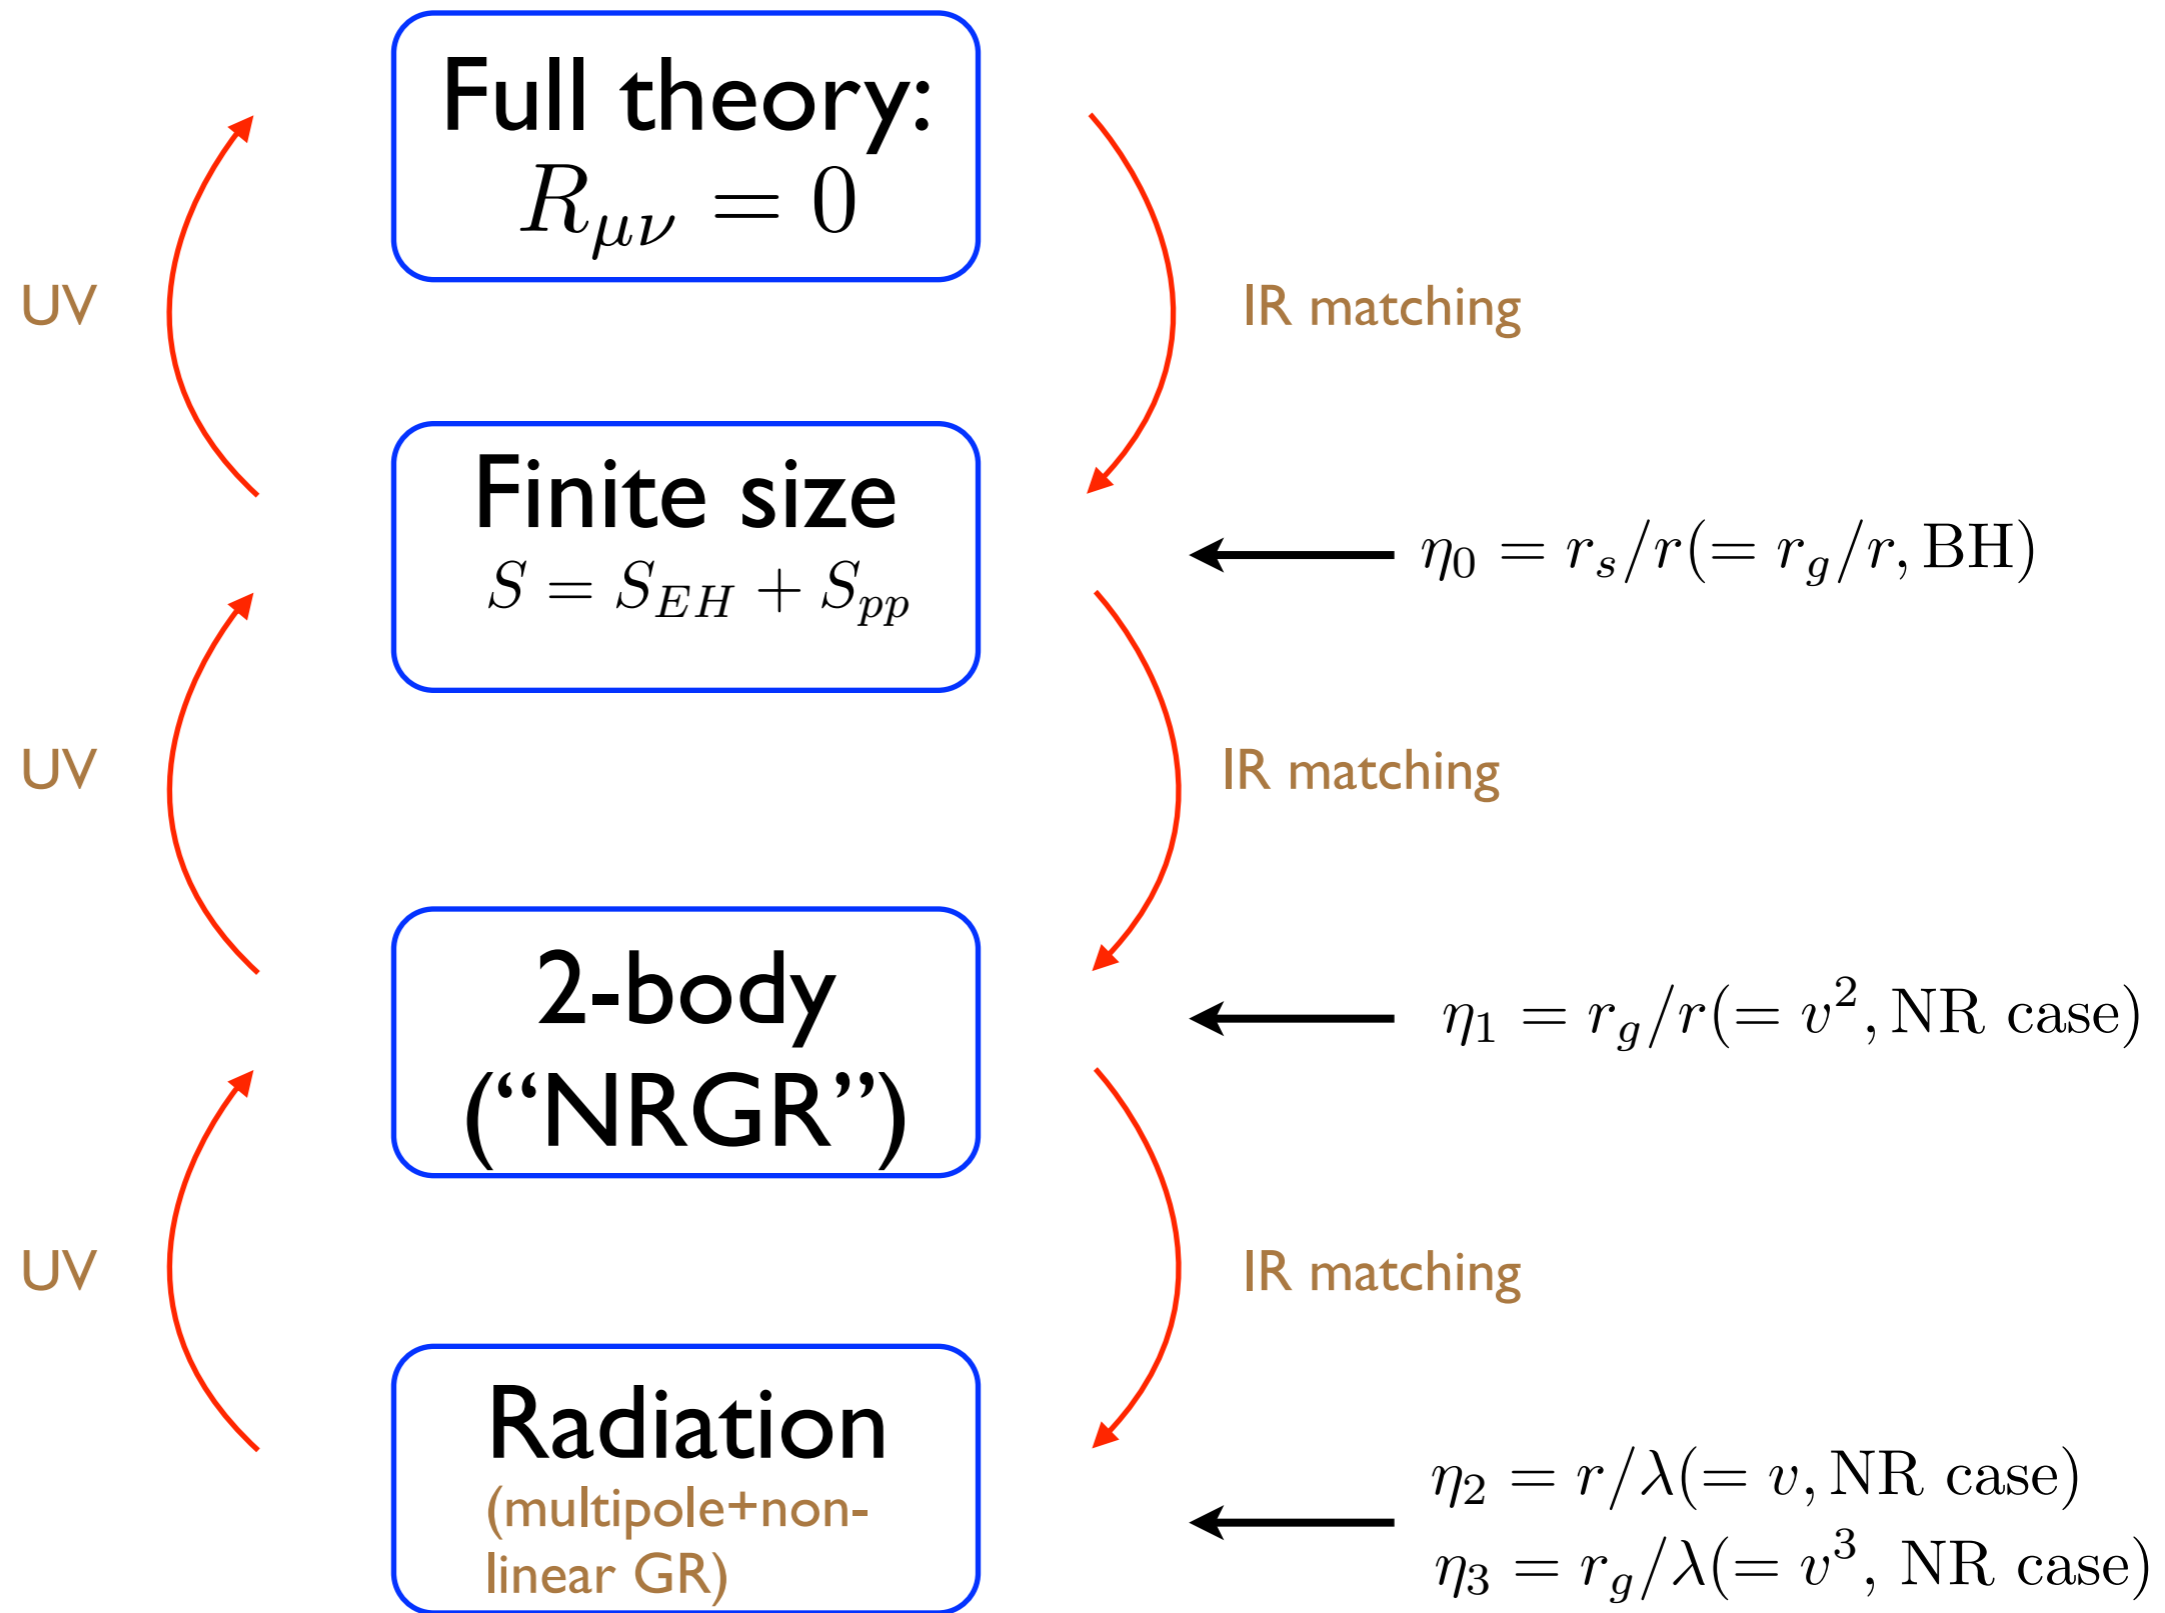 Full theory:
R_{μν} = 0
UV
IR matching
Finite size
S = S_{EH} + S_{pp}
η_0 = r_s/r(= r_g/r, BH)
UV
IR matching
2-body
(“NRGR”)
η_1 = r_g/r(= v^2, NR case)
UV
IR matching
Radiation
(multipole+non-
linear GR)
η_2 = r/λ(= v, NR case)
η_3 = r_g/λ(= v^3, NR case)